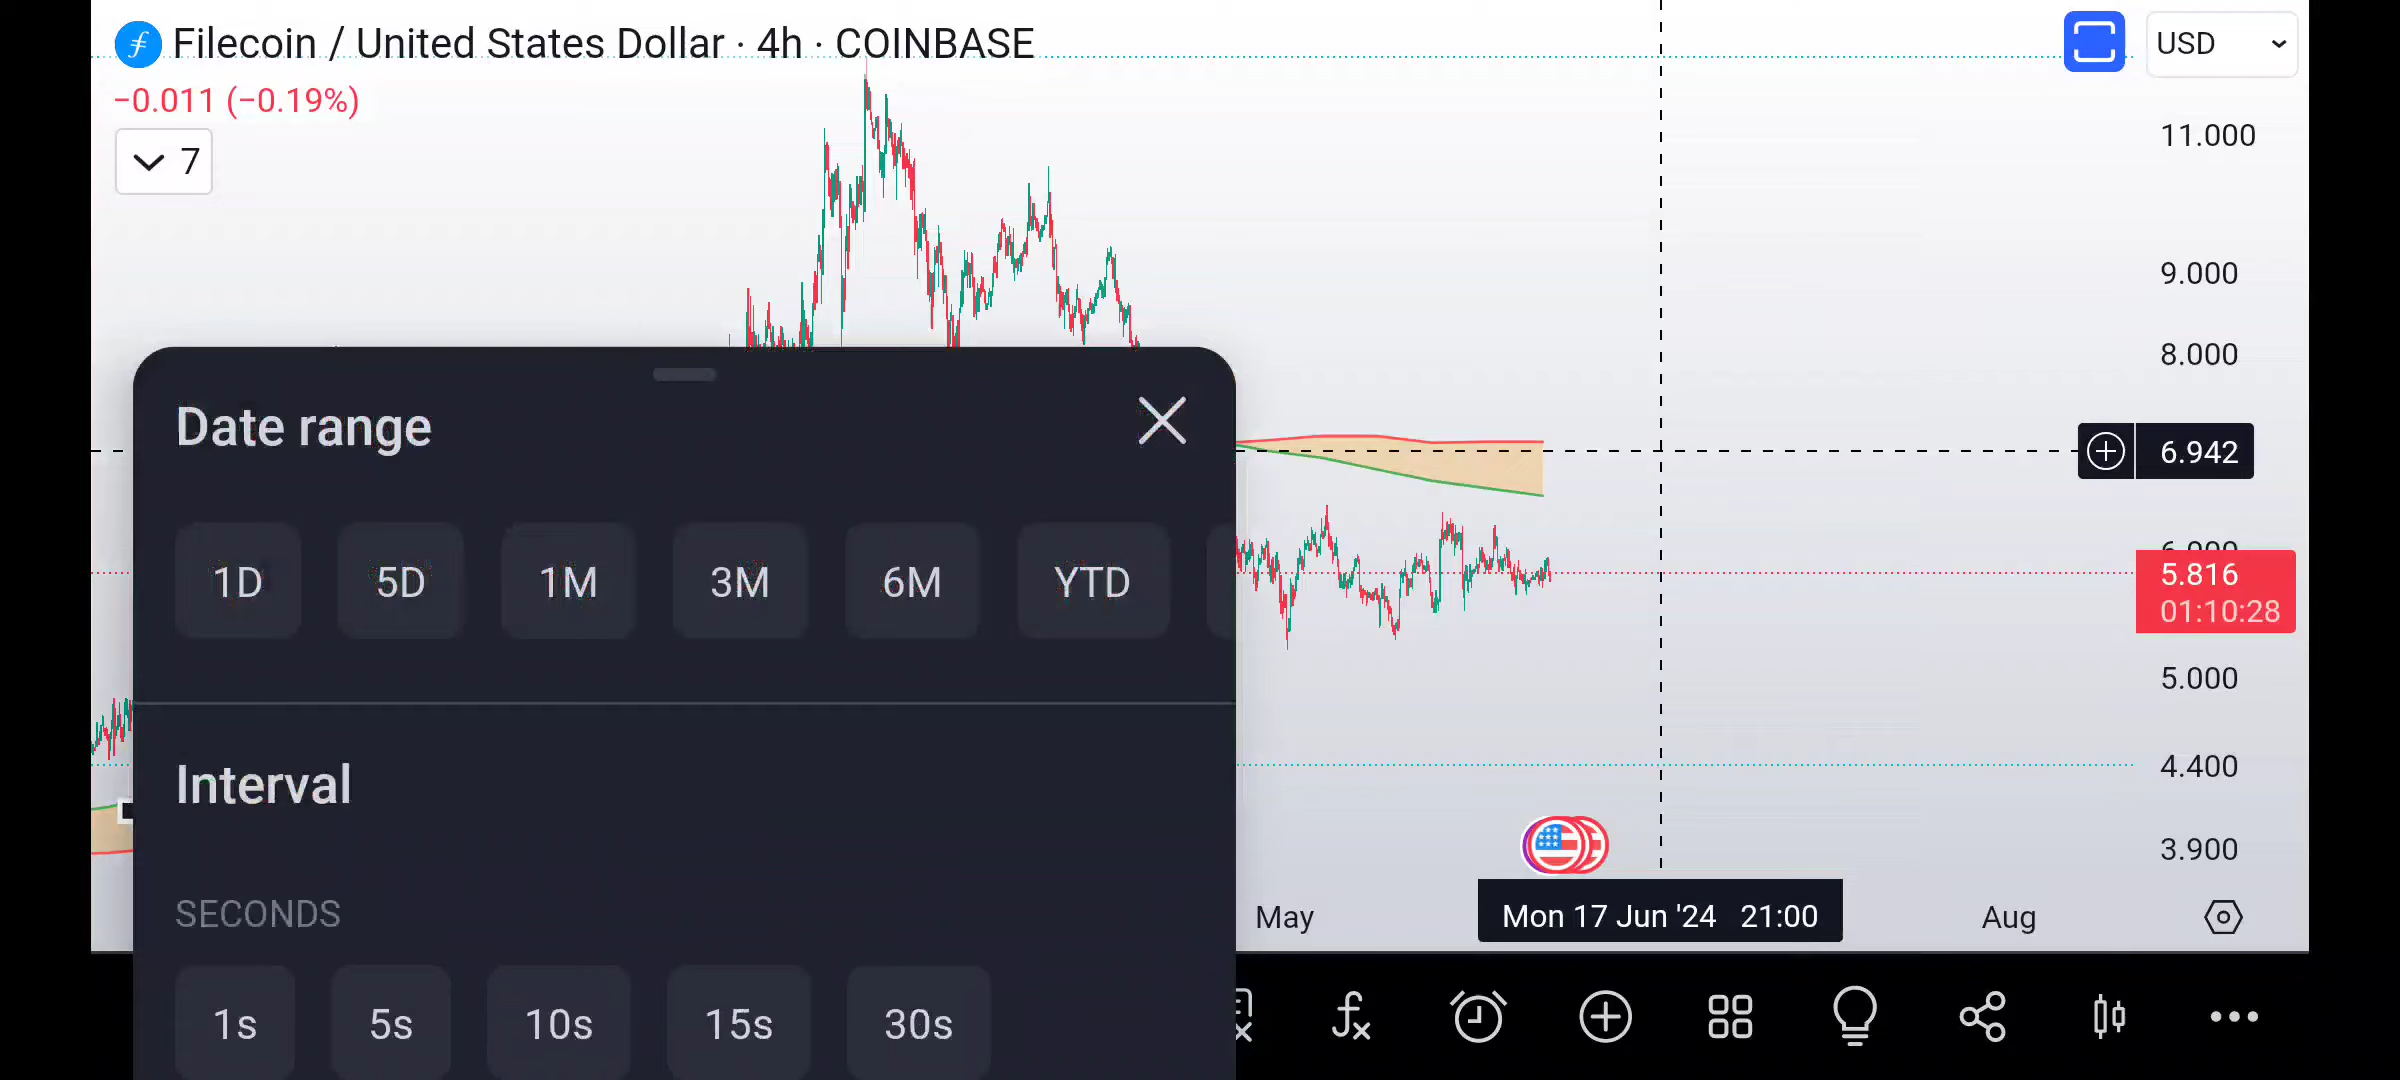 Filecoin / United States Dollar · 4h · COINBASE
−0.011 (−0.19%)
7
USD
11.000
9.000
8.000
6.942
6.000
5.816
01:10:28
5.000
4.400
3.900
Date range
1D 5D 1M 3M 6M YTD
Interval
SECONDS
1s 5s 10s 15s 30s
May Mon 17 Jun '24 21:00 Aug